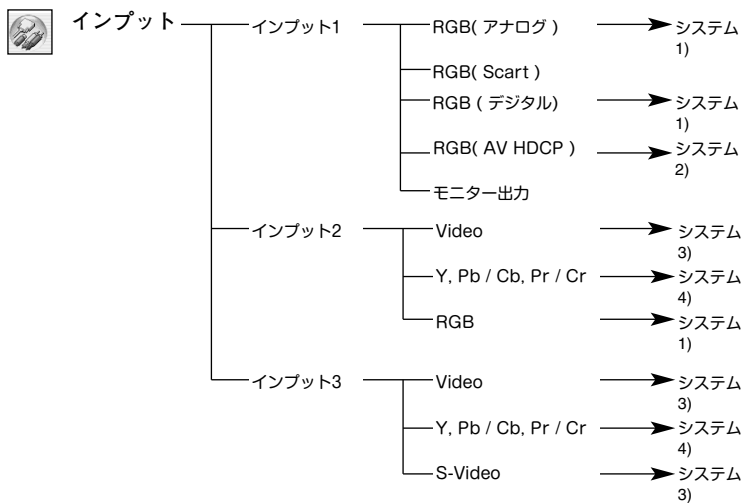 インプット
インプット1
RGB( アナログ )
システム
1)
RGB( Scart )
RGB ( デジタル)
システム
1)
RGB( AV HDCP )
システム
2)
モニター出力
インプット2
Video
システム
3)
Y, Pb / Cb, Pr / Cr
システム
4)
RGB
システム
1)
インプット3
Video
システム
3)
Y, Pb / Cb, Pr / Cr
システム
4)
S-Video
システム
3)